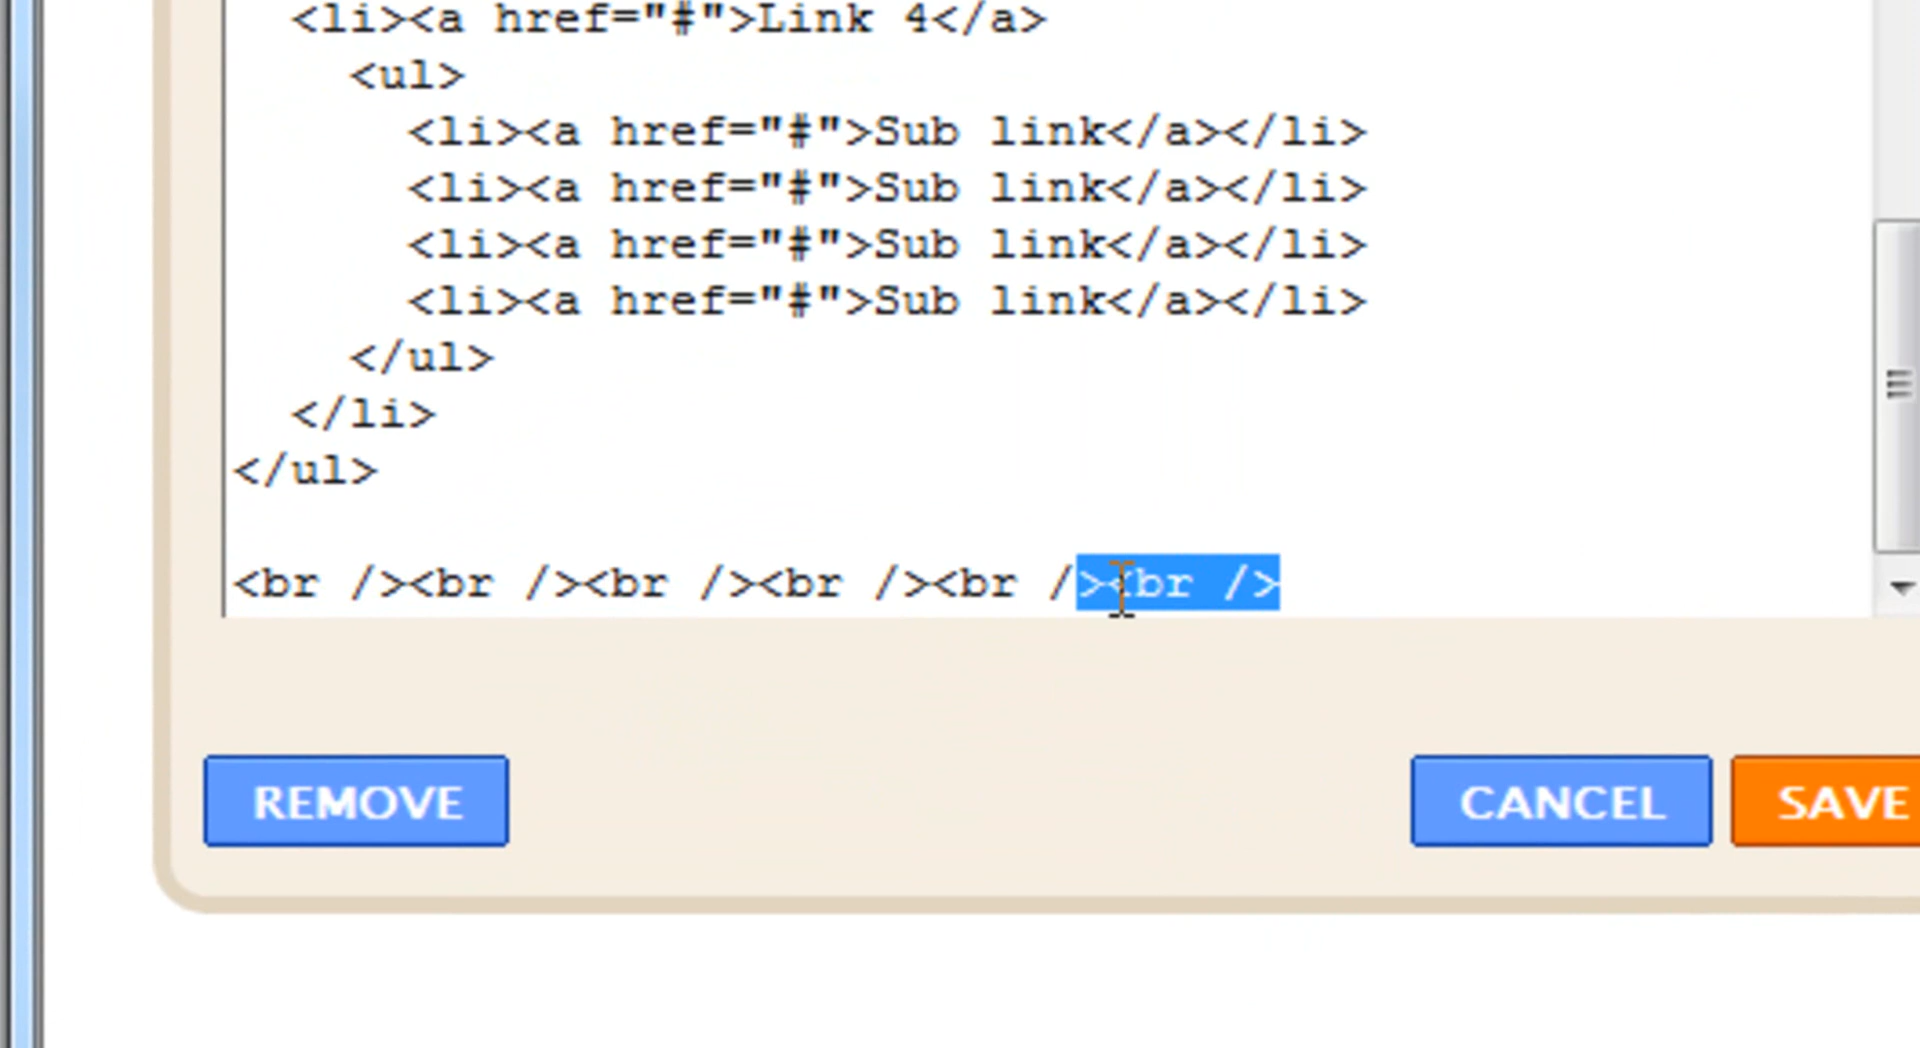 <li><a href="#">Link 4</a>
<ul>
<li><a href="#">Sub link</a></li>
<li><a href="#">Sub link</a></li>
<li><a href="#">Sub link</a></li>
<li><a href="#">Sub link</a></li>
</ul>
</li>
</ul>
<br /><br /><br /><br /><br /><br />
REMOVE
CANCEL
SAVE